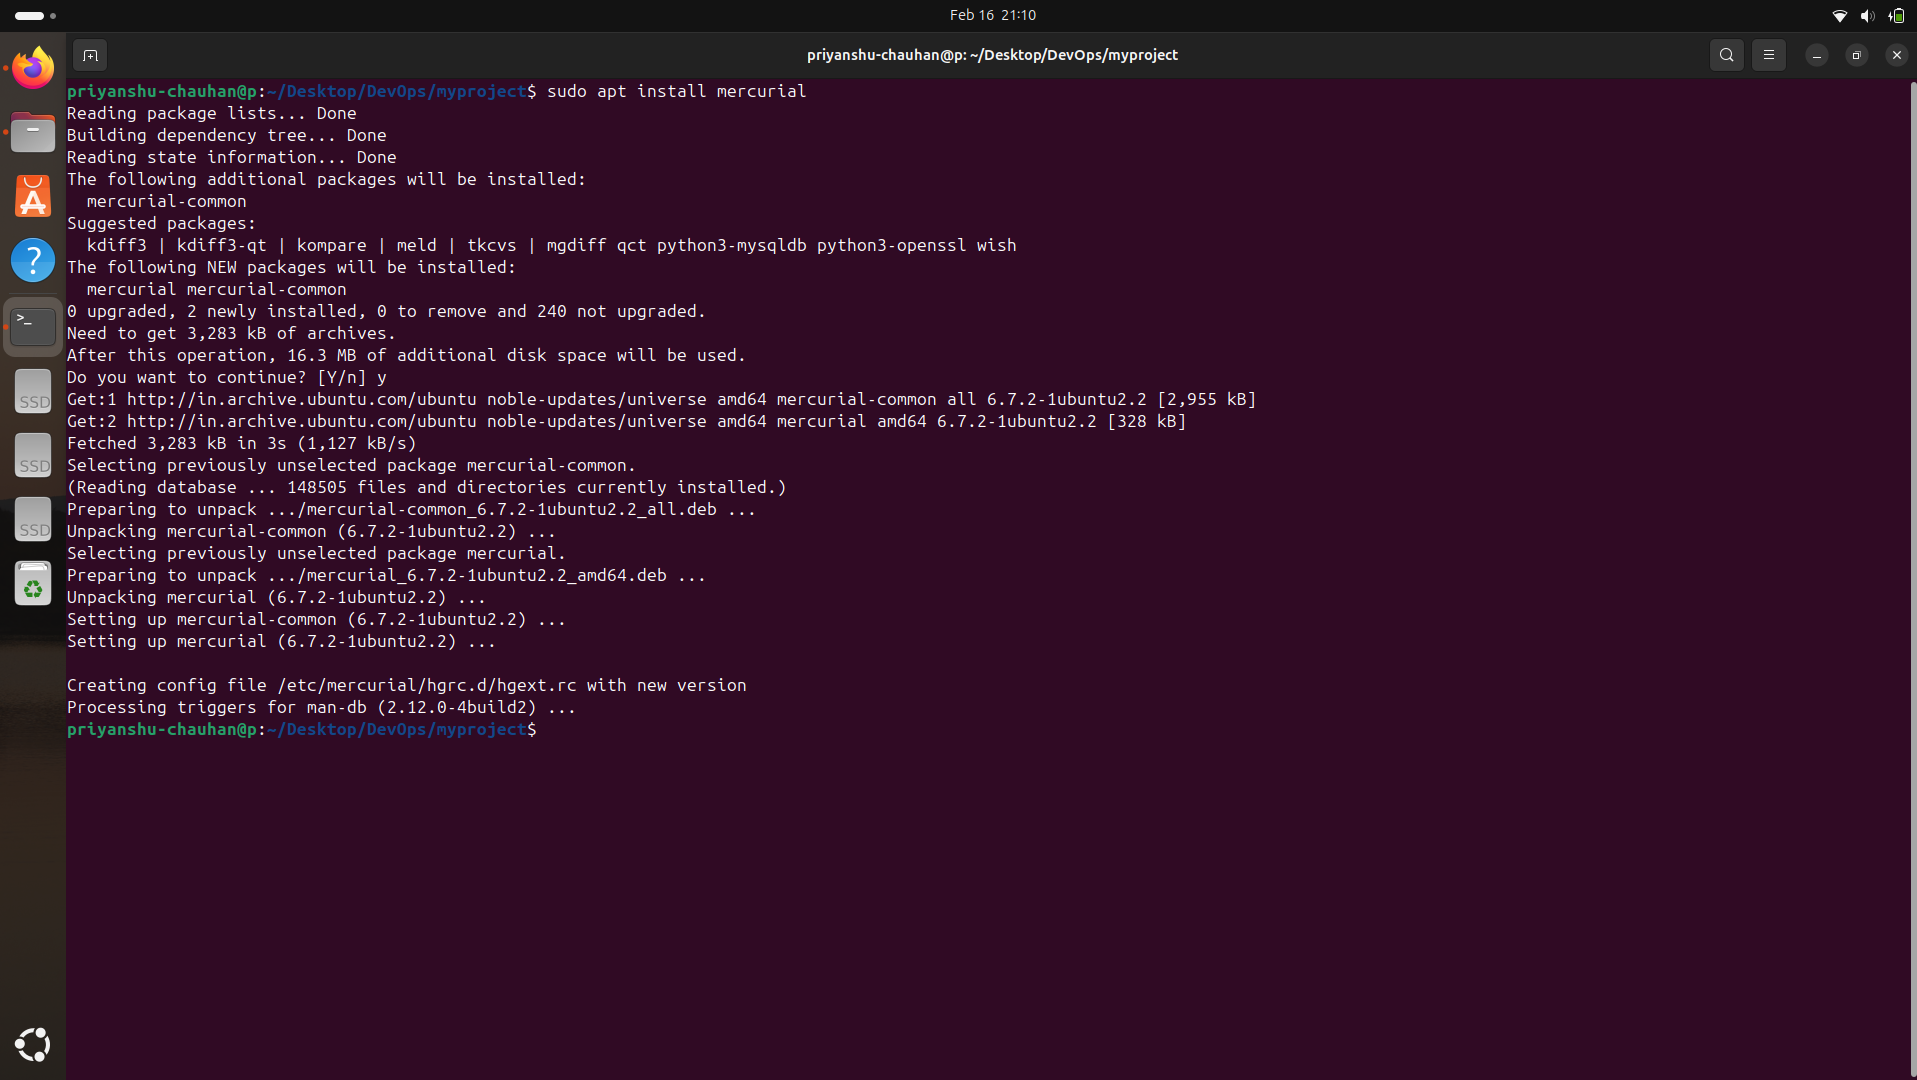 Feb 16 21:10
priyanshu-chauhan@p: ~/Desktop/DevOps/myproject
priyanshu-chauhan@p:~/Desktop/DevOps/myproject$ sudo apt install mercurial
Reading package lists... Done
Building dependency tree... Done
Reading state information... Done
The following additional packages will be installed:
  mercurial-common
Suggested packages:
  kdiff3 | kdiff3-qt | kompare | meld | tkcvs | mgdiff qct python3-mysqldb python3-openssl wish
The following NEW packages will be installed:
  mercurial mercurial-common
0 upgraded, 2 newly installed, 0 to remove and 240 not upgraded.
Need to get 3,283 kB of archives.
After this operation, 16.3 MB of additional disk space will be used.
Do you want to continue? [Y/n] y
Get:1 http://in.archive.ubuntu.com/ubuntu noble-updates/universe amd64 mercurial-common all 6.7.2-1ubuntu2.2 [2,955 kB]
Get:2 http://in.archive.ubuntu.com/ubuntu noble-updates/universe amd64 mercurial amd64 6.7.2-1ubuntu2.2 [328 kB]
Fetched 3,283 kB in 3s (1,127 kB/s)
Selecting previously unselected package mercurial-common.
(Reading database ... 148505 files and directories currently installed.)
Preparing to unpack .../mercurial-common_6.7.2-1ubuntu2.2_all.deb ...
Unpacking mercurial-common (6.7.2-1ubuntu2.2) ...
Selecting previously unselected package mercurial.
Preparing to unpack .../mercurial_6.7.2-1ubuntu2.2_amd64.deb ...
Unpacking mercurial (6.7.2-1ubuntu2.2) ...
Setting up mercurial-common (6.7.2-1ubuntu2.2) ...
Setting up mercurial (6.7.2-1ubuntu2.2) ...

Creating config file /etc/mercurial/hgrc.d/hgext.rc with new version
Processing triggers for man-db (2.12.0-4build2) ...
priyanshu-chauhan@p:~/Desktop/DevOps/myproject$
?
>_
SSD
SSD
SSD